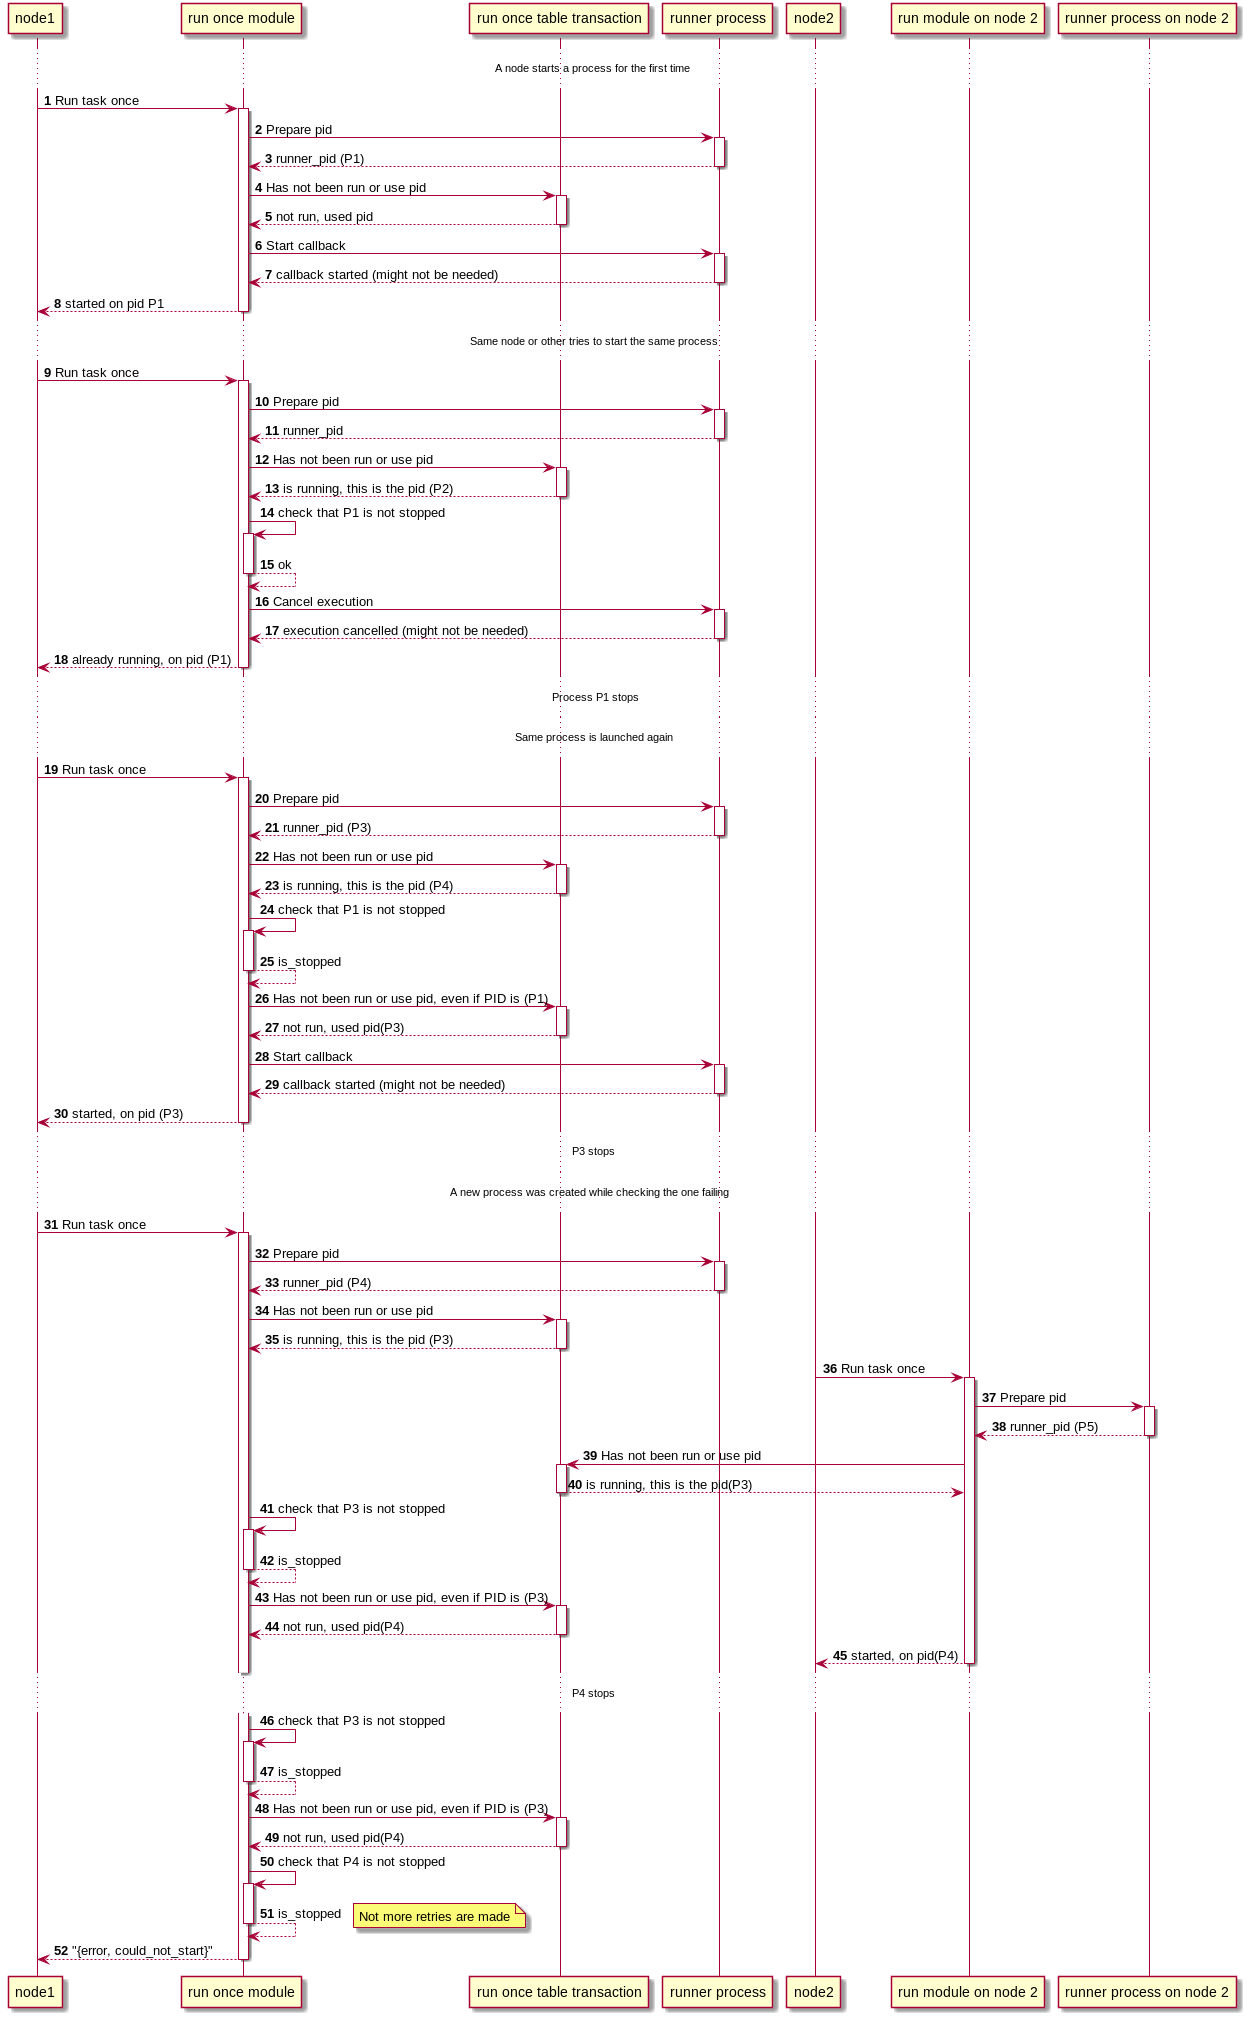 node1
run once module
run once table transaction
runner process
node2
run module on node 2
runner process on node 2
A node starts a process for the first time
1 Run task once
2 Prepare pid
3 runner_pid (P1)
4 Has not been run or use pid
5 not run, used pid
6 Start callback
7 callback started (might not be needed)
8 started on pid P1
Same node or other tries to start the same process
9 Run task once
10 Prepare pid
11 runner_pid
12 Has not been run or use pid
13 is running, this is the pid (P2)
14 check that P1 is not stopped
15 ok
16 Cancel execution
17 execution cancelled (might not be needed)
18 already running, on pid (P1)
Process P1 stops
Same process is launched again
19 Run task once
20 Prepare pid
21 runner_pid (P3)
22 Has not been run or use pid
23 is running, this is the pid (P4)
24 check that P1 is not stopped
25 is_stopped
26 Has not been run or use pid, even if PID is (P1)
27 not run, used pid(P3)
28 Start callback
29 callback started (might not be needed)
30 started, on pid (P3)
P3 stops
A new process was created while checking the one failing
31 Run task once
32 Prepare pid
33 runner_pid (P4)
34 Has not been run or use pid
35 is running, this is the pid (P3)
36 Run task once
37 Prepare pid
38 runner_pid (P5)
39 Has not been run or use pid
40 is running, this is the pid(P3)
41 check that P3 is not stopped
42 is_stopped
43 Has not been run or use pid, even if PID is (P3)
44 not run, used pid(P4)
45 started, on pid(P4)
P4 stops
46 check that P3 is not stopped
47 is_stopped
48 Has not been run or use pid, even if PID is (P3)
49 not run, used pid(P4)
50 check that P4 is not stopped
51 is_stopped
Not more retries are made
52 "{error, could_not_start}"
node1
run once module
run once table transaction
runner process
node2
run module on node 2
runner process on node 2